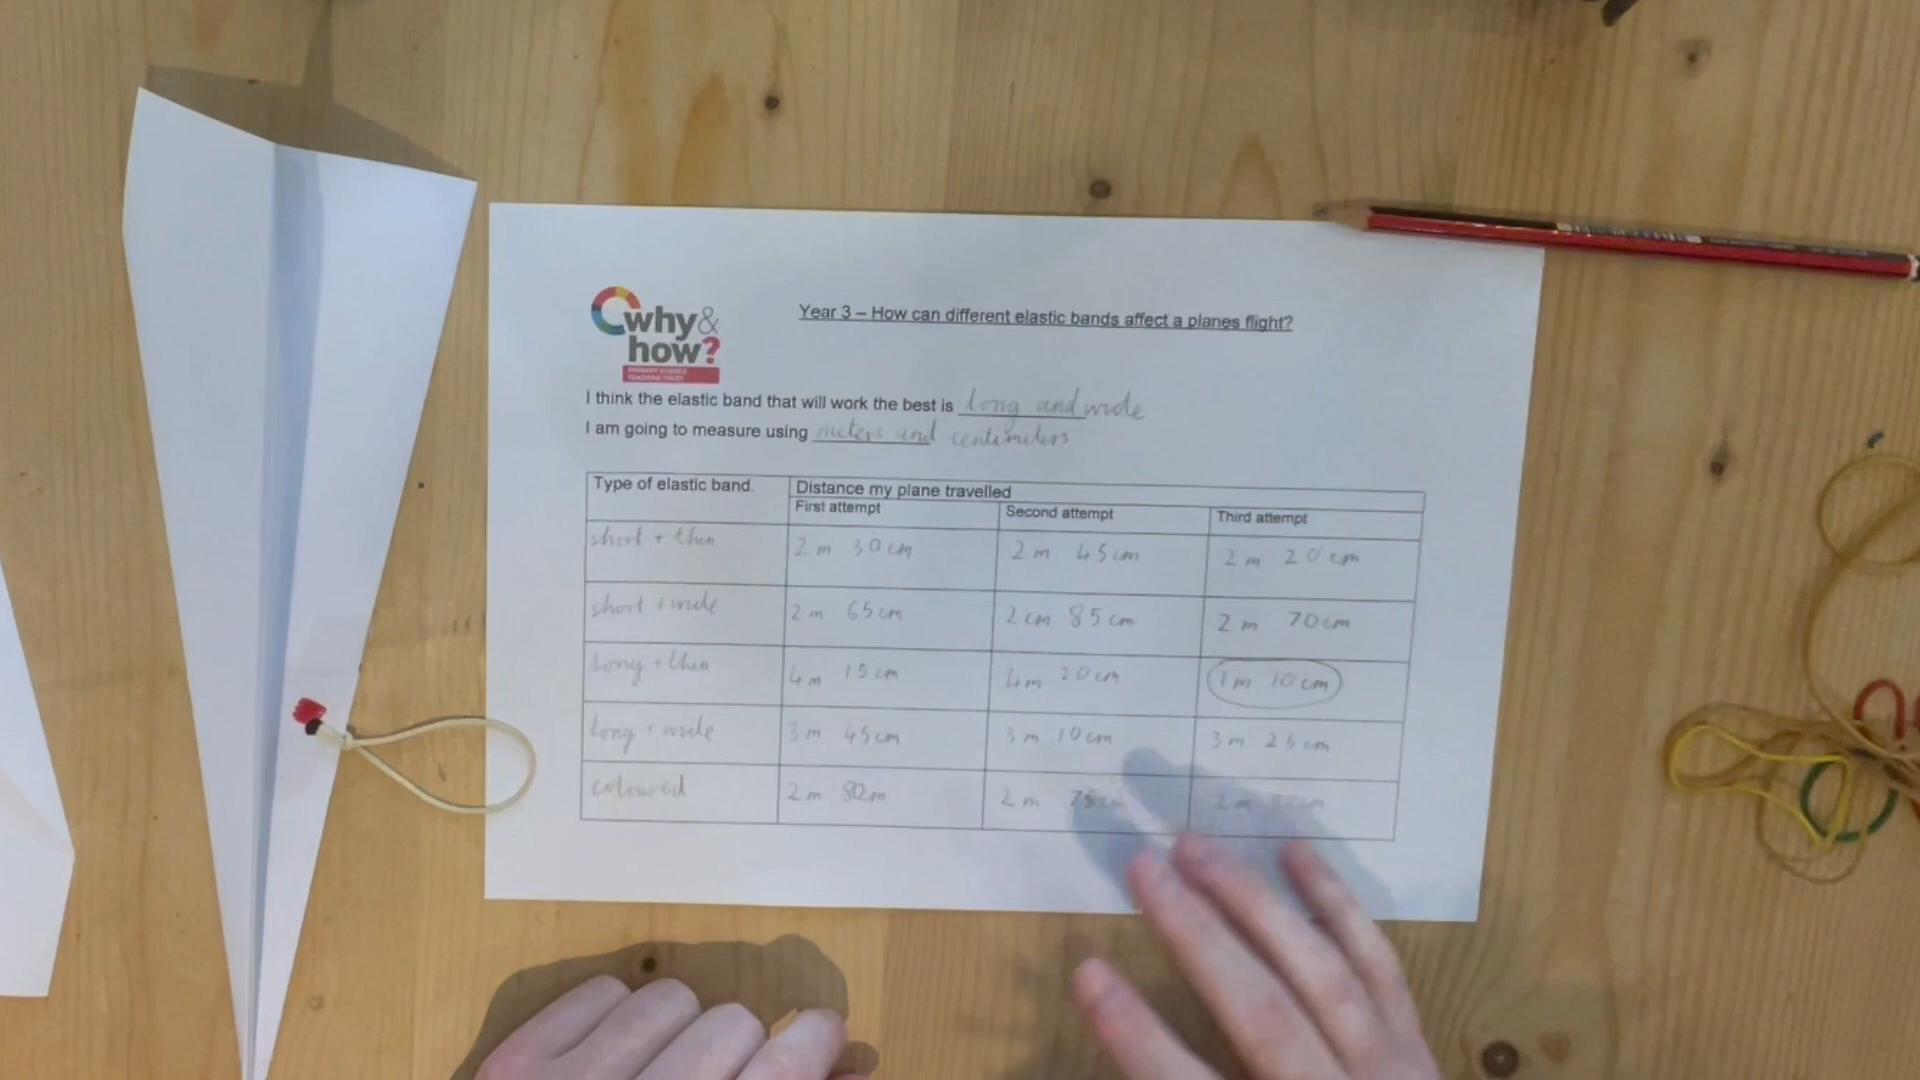 why&
how?
PRIMARY SCIENCE
TEACHING TRUST
Year 3 – How can different elastic bands affect a planes flight?
I think the elastic band that will work the best is long and wide
I am going to measure using meters and centimeters
Type of elastic band. Distance my plane travelled
First attempt Second attempt Third attempt
short + thin 2 m 30 cm 2 m 45 cm 2 m 20 cm
short + wide 2 m 65 cm 2 cm 85 cm 2 m 70 cm
long + thin 4 m 15 cm 4 m 20 cm 1 m 10 cm
long + wide 3 m 45 cm 3 m 10 cm 3 m 25 cm
coloured 2 m 2 m 2 m